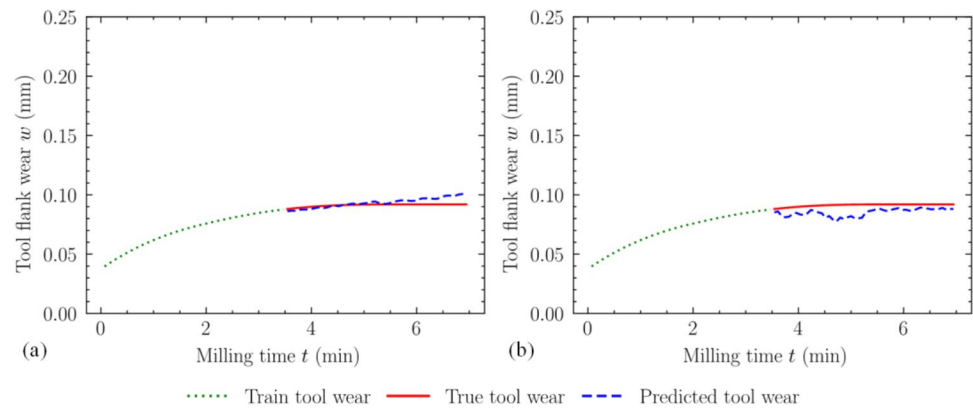 0.25
0.20
0.15
0.10
0.05
0.00
Tool flank wear w (mm)
0 2 4 6
Milling time t (min)
(a)
0.25
0.20
0.15
0.10
0.05
0.00
Tool flank wear w (mm)
0 2 4 6
Milling time t (min)
(b)
Train tool wear True tool wear Predicted tool wear